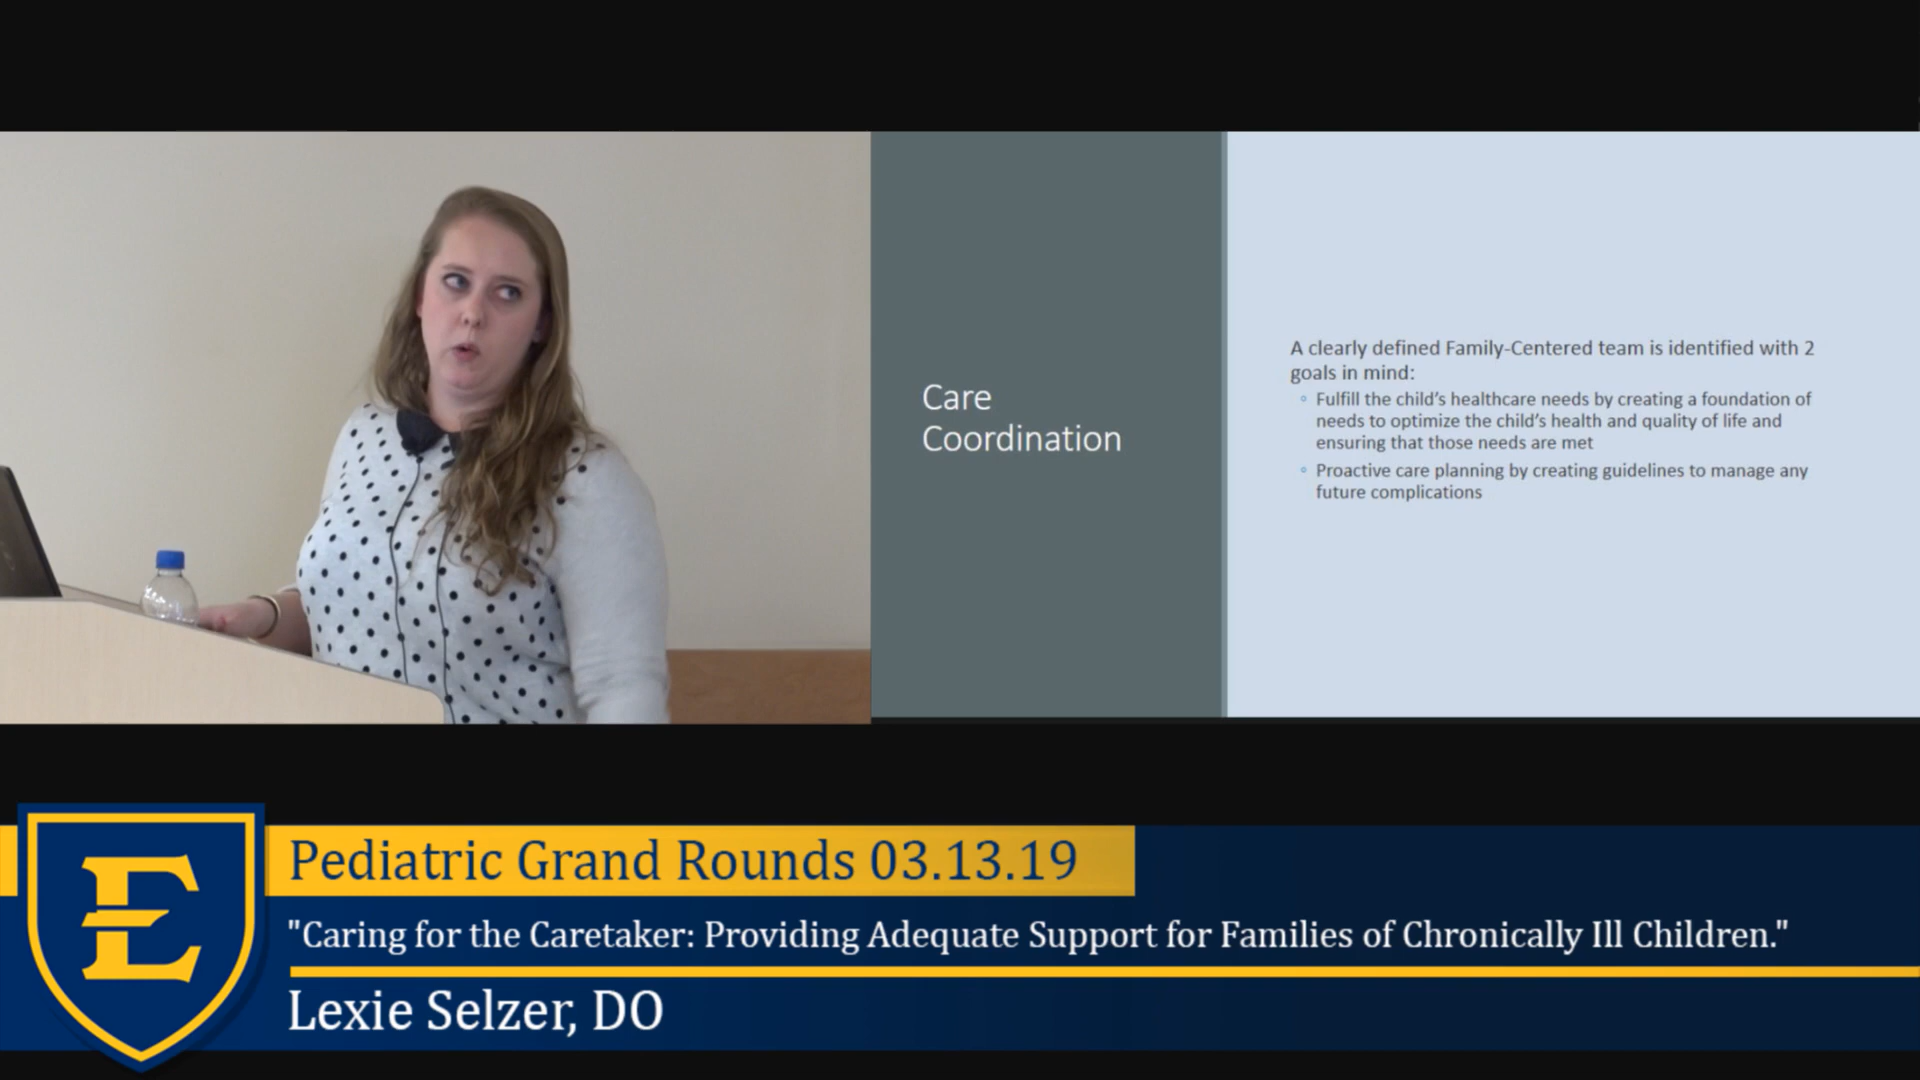 Care
Coordination
A clearly defined Family-Centered team is identified with 2
goals in mind:
◦ Fulfill the child's healthcare needs by creating a foundation of
needs to optimize the child's health and quality of life and
ensuring that those needs are met
◦ Proactive care planning by creating guidelines to manage any
future complications
E
Pediatric Grand Rounds 03.13.19
"Caring for the Caretaker: Providing Adequate Support for Families of Chronically Ill Children."
Lexie Selzer, DO